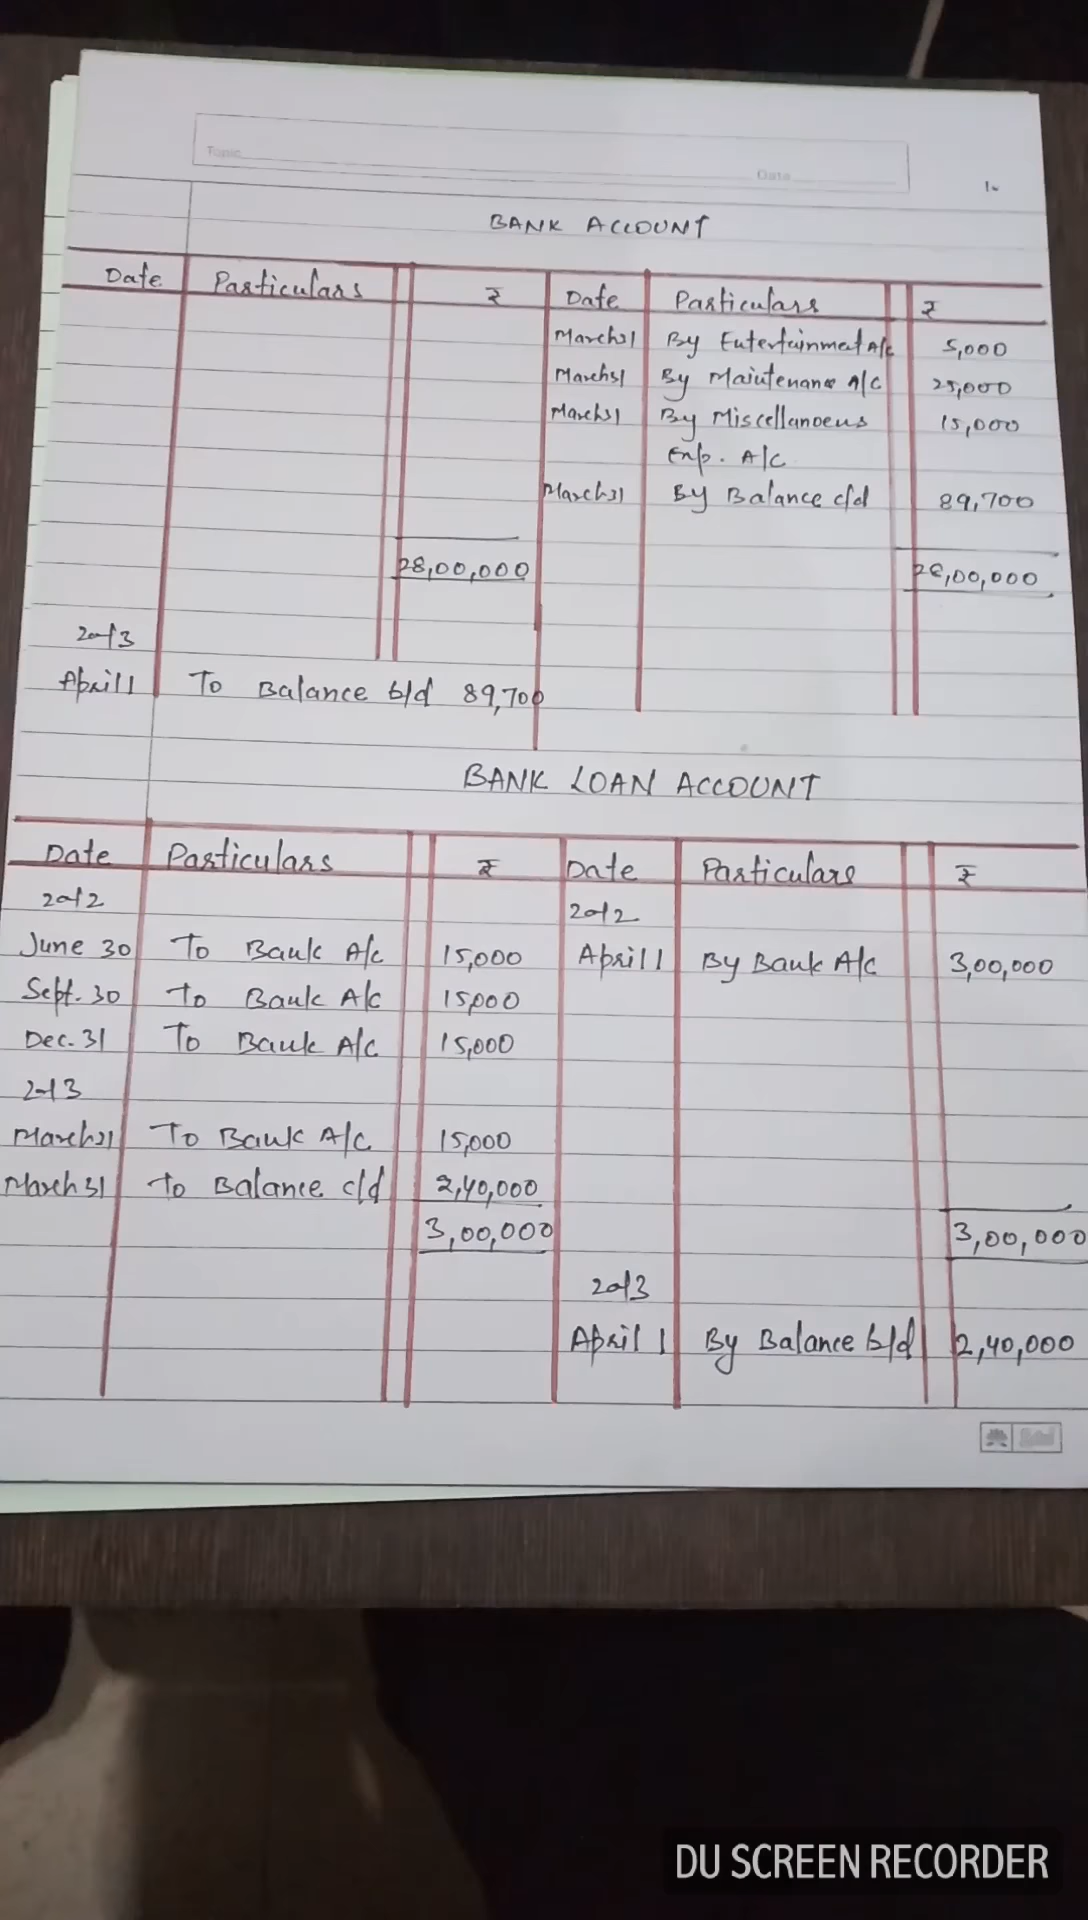 Topic
Date
BANK ACCOUNT
Date Particulars ₹ Date Particulars ₹
March31 By Entertainment A/c 5,000
March31 By Maintenance A/C 25,000
March31 By Miscellanoeus 15,000
Exp. A/C
March31 By Balance c/d 89,700
28,00,000 28,00,000
2013
April1 To Balance b/d 89,700
BANK LOAN ACCOUNT
Date Particulars ₹ Date Particulars ₹
2012 2012
June 30 To Bank A/c 15,000 April1 By Bank A/c 3,00,000
Sept. 30 To Bank A/c 15,000
Dec. 31 To Bank A/c 15,000
2013
March31 To Bank A/c 15,000
March 31 To Balance c/d 2,40,000
3,00,000 3,00,000
2013
April 1 By Balance b/d 2,40,000
DU SCREEN RECORDER